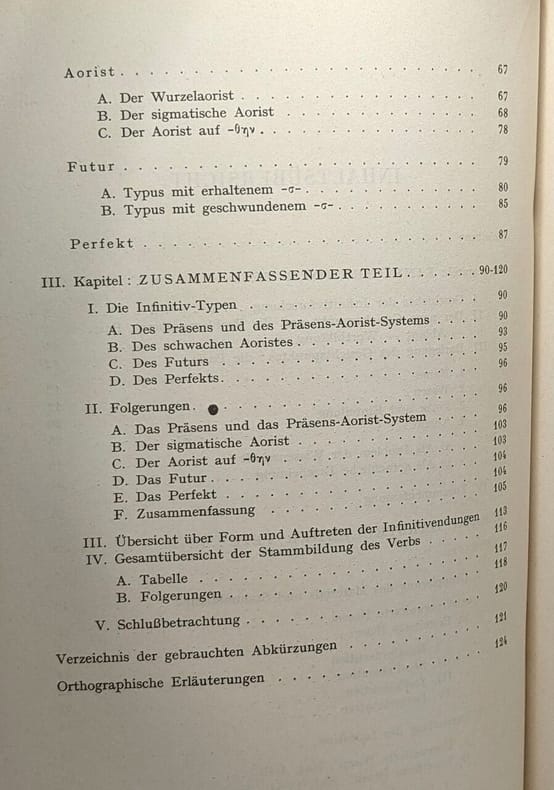 Aorist . . . . . . . . . . . . . . . . . . . . . . . . 67
A. Der Wurzelaorist . . . . . . . . . . . . . . . . 67
B. Der sigmatische Aorist . . . . . . . . . . . . . 68
C. Der Aorist auf -θην . . . . . . . . . . . . . . . 78
Futur . . . . . . . . . . . . . . . . . . . . . . . . 79
A. Typus mit erhaltenem -σ- . . . . . . . . . . . . 80
B. Typus mit geschwundenem -σ- . . . . . . . . . . 85
Perfekt . . . . . . . . . . . . . . . . . . . . . . . 87
III. Kapitel: ZUSAMMENFASSENDER TEIL . . . . . 90-120
I. Die Infinitiv-Typen . . . . . . . . . . . . . . . 90
A. Des Präsens und des Präsens-Aorist-Systems . . . . 90
B. Des schwachen Aoristes . . . . . . . . . . . . . 93
C. Des Futurs . . . . . . . . . . . . . . . . . . . 95
D. Des Perfekts . . . . . . . . . . . . . . . . . . 96
II. Folgerungen . . . . . . . . . . . . . . . . . . . 96
A. Das Präsens und das Präsens-Aorist-System . . . . 96
B. Der sigmatische Aorist . . . . . . . . . . . . . 103
C. Der Aorist auf -θην . . . . . . . . . . . . . . . 103
D. Das Futur . . . . . . . . . . . . . . . . . . . . 104
E. Das Perfekt . . . . . . . . . . . . . . . . . . . 104
F. Zusammenfassung . . . . . . . . . . . . . . . . 105
III. Übersicht über Form und Auftreten der Infinitivendungen 113
IV. Gesamtübersicht der Stammbildung des Verbs . . . . 116
A. Tabelle . . . . . . . . . . . . . . . . . . . . . 117
B. Folgerungen . . . . . . . . . . . . . . . . . . . 118
V. Schlußbetrachtung . . . . . . . . . . . . . . . . 120
Verzeichnis der gebrauchten Abkürzungen . . . . . . . 121
Orthographische Erläuterungen . . . . . . . . . . . . 124